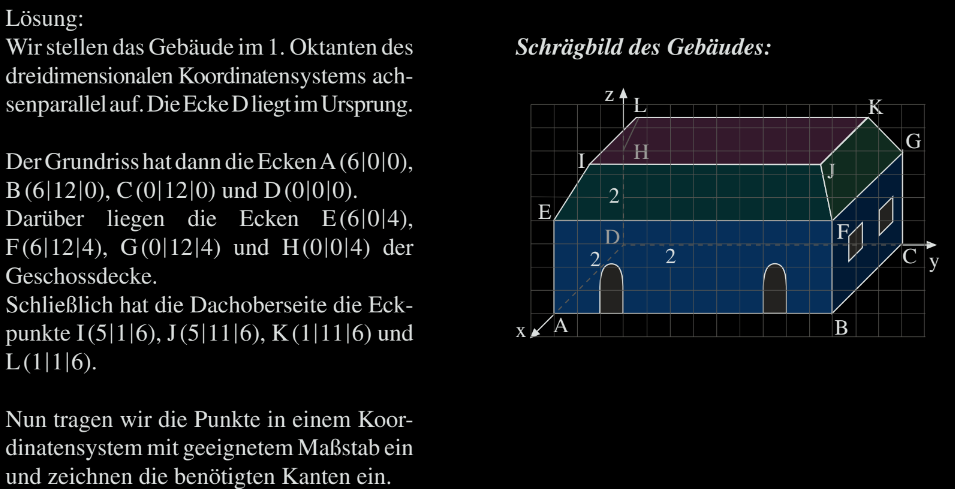 Lösung:
Wir stellen das Gebäude im 1. Oktanten des
dreidimensionalen Koordinatensystems ach-
senparallel auf. Die Ecke D liegt im Ursprung.
Der Grundriss hat dann die Ecken A (6|0|0),
B (6|12|0), C (0|12|0) und D (0|0|0).
Darüber liegen die Ecken E (6|0|4),
F (6|12|4), G (0|12|4) und H (0|0|4) der
Geschossdecke.
Schließlich hat die Dachoberseite die Eck-
punkte I (5|1|6), J (5|11|6), K (1|11|6) und
L (1|1|6).
Nun tragen wir die Punkte in einem Koor-
dinatensystem mit geeignetem Maßstab ein
und zeichnen die benötigten Kanten ein.
Schrägbild des Gebäudes:
z
L
K
G
I
H
J
2
E
F
D
2
2
C
y
x
A
B